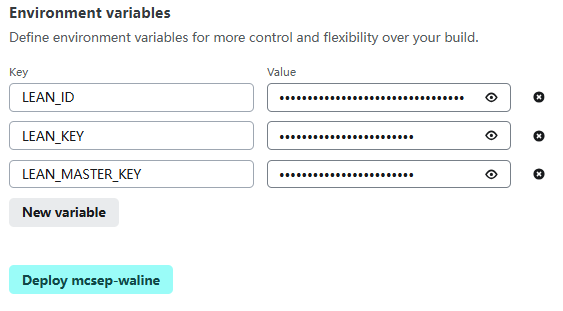 Environment variables
Define environment variables for more control and flexibility over your build.
Key Value
LEAN_ID •••••••••••••••••••••••••••••••••
LEAN_KEY ••••••••••••••••••••••••
LEAN_MASTER_KEY ••••••••••••••••••••••••
New variable
Deploy mcsep-waline